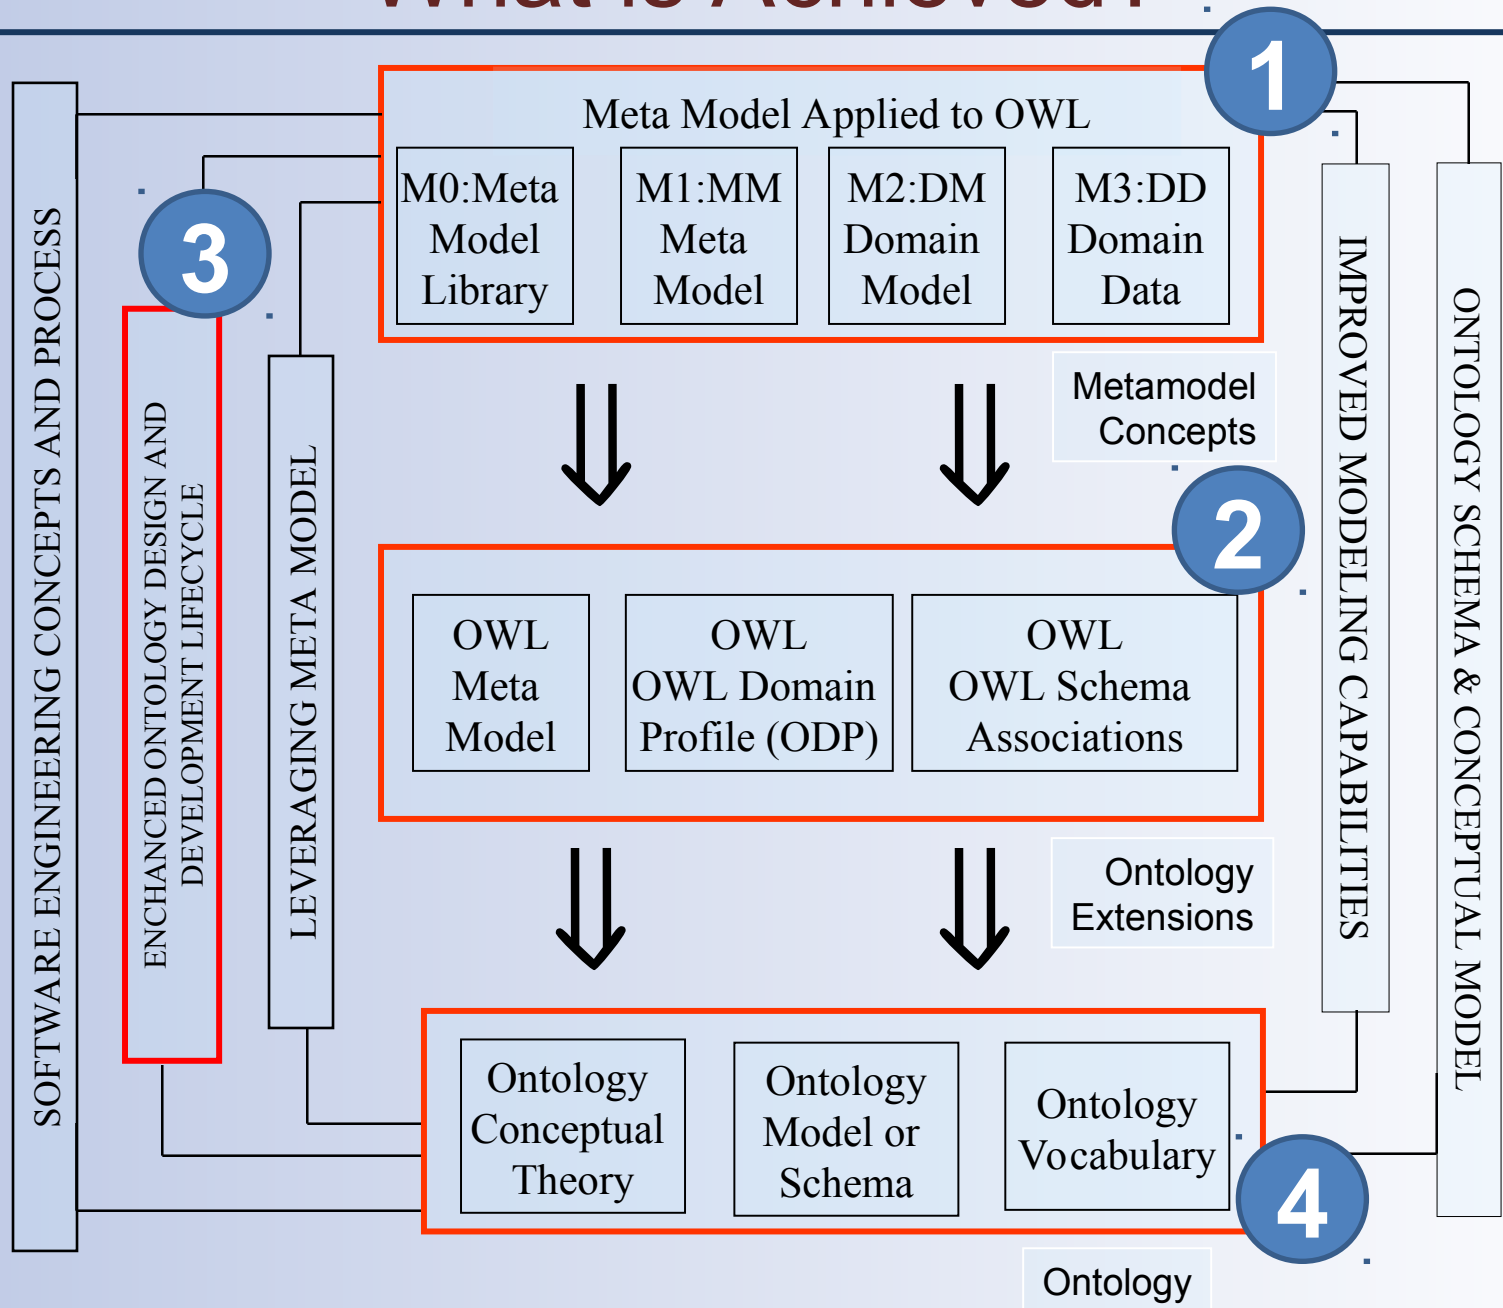 What is Achieved?
1
Meta Model Applied to OWL
M0:Meta
Model
Library
M1:MM
Meta
Model
M2:DM
Domain
Model
M3:DD
Domain
Data
3
Metamodel
Concepts
2
OWL
Meta
Model
OWL
OWL Domain
Profile (ODP)
OWL
OWL Schema
Associations
Ontology
Extensions
Ontology
Conceptual
Theory
Ontology
Model or
Schema
Ontology
Vocabulary
4
Ontology
SOFTWARE ENGINEERING CONCEPTS AND PROCESS
ENCHANCED ONTOLOGY DESIGN AND
DEVELOPMENT LIFECYCLE
LEVERAGING META MODEL
IMPROVED MODELING CAPABILITIES
ONTOLOGY SCHEMA & CONCEPTUAL MODEL